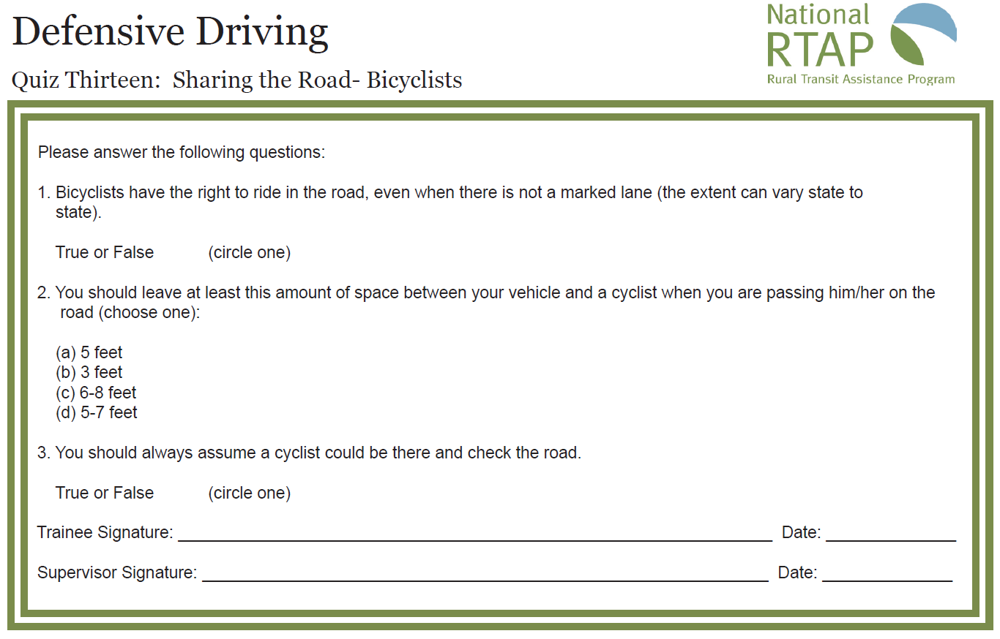 Defensive Driving
National
RTAP
Rural Transit Assistance Program
Quiz Thirteen:  Sharing the Road- Bicyclists
Please answer the following questions:
1. Bicyclists have the right to ride in the road, even when there is not a marked lane (the extent can vary state to
state).
True or False (circle one)
2. You should leave at least this amount of space between your vehicle and a cyclist when you are passing him/her on the
road (choose one):
(a) 5 feet
(b) 3 feet
(c) 6-8 feet
(d) 5-7 feet
3. You should always assume a cyclist could be there and check the road.
True or False (circle one)
Trainee Signature: ______ Date: ______
Supervisor Signature: ______ Date: ______